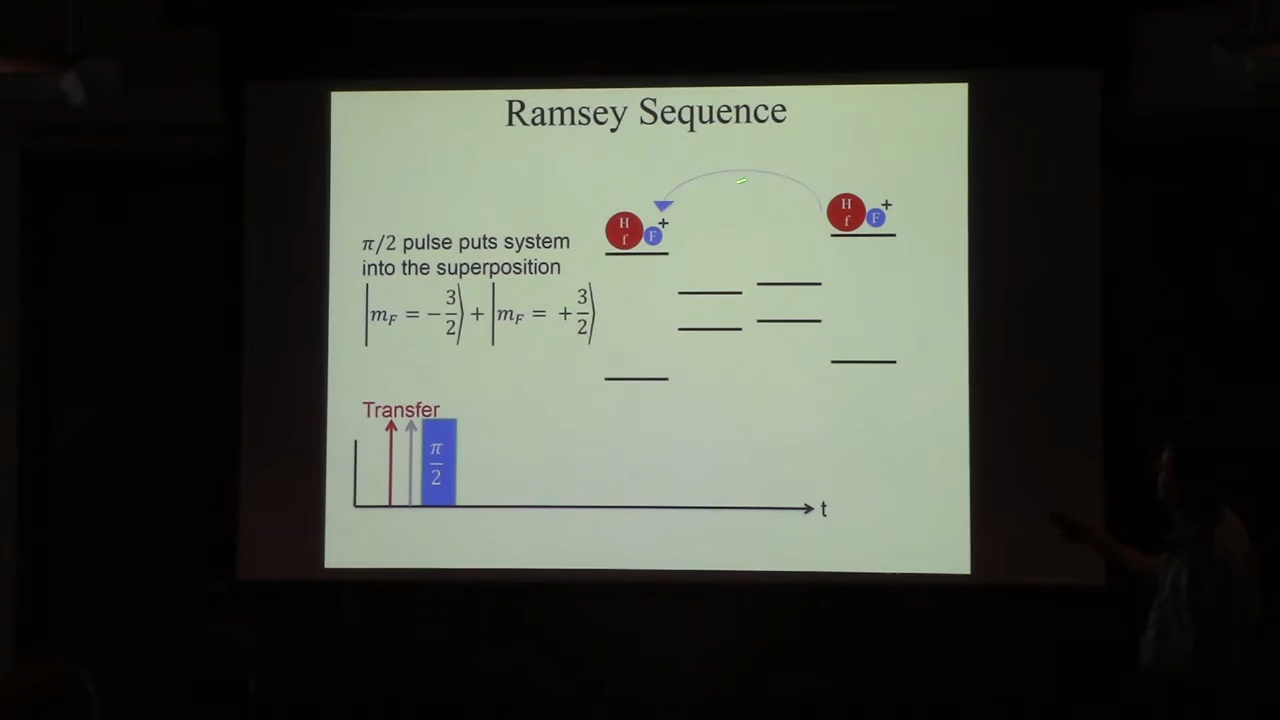 Ramsey Sequence
H
f
F
+
H
f
F
+
π/2 pulse puts system
into the superposition
|m_F = −3/2⟩ + |m_F = +3/2⟩
Transfer
π/2
t